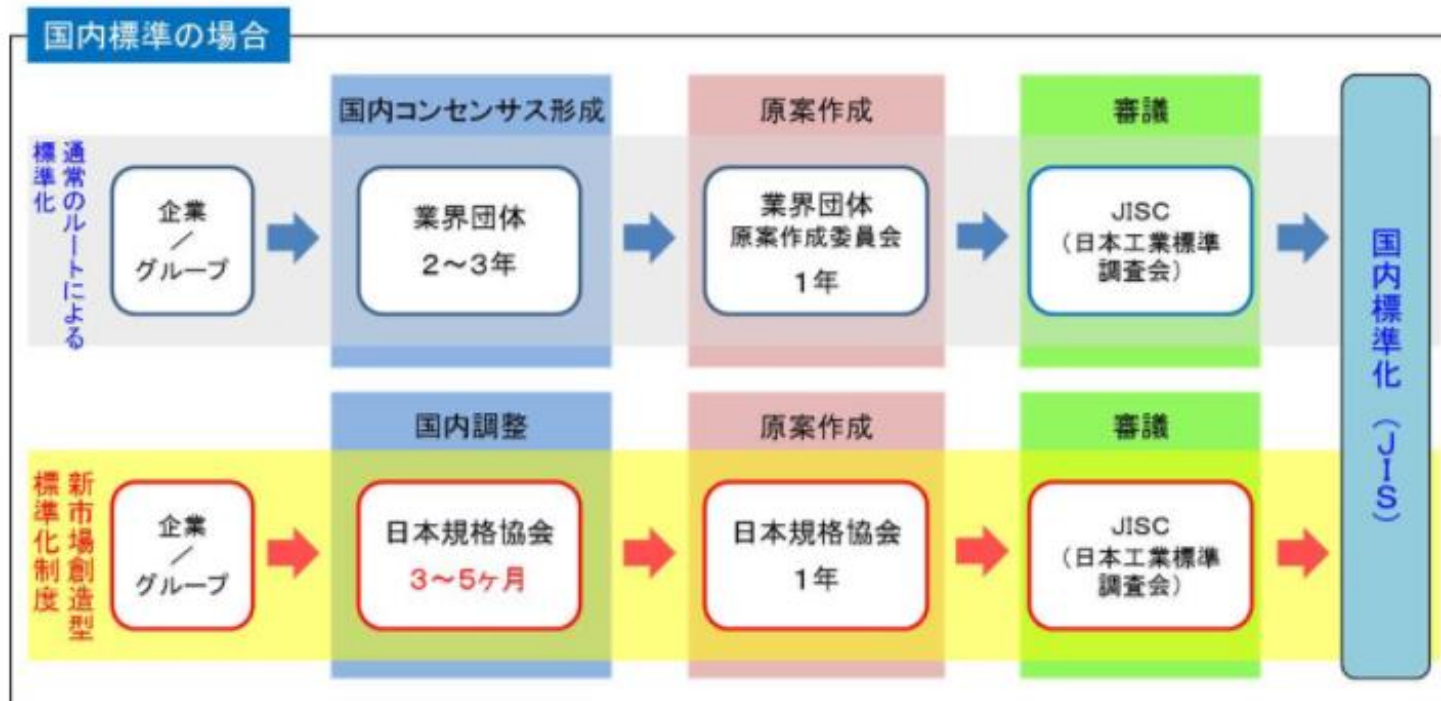 国内標準の場合
国内コンセンサス形成
原案作成
審議
通常のルートによる
標準化
企業
／
グループ
業界団体
2～3年
業界団体
原案作成委員会
1年
JISC
（日本工業標準
調査会）
国内標準化（JIS）
国内調整
原案作成
審議
新市場創造型
標準化制度
企業
／
グループ
日本規格協会
3～5ヶ月
日本規格協会
1年
JISC
（日本工業標準
調査会）